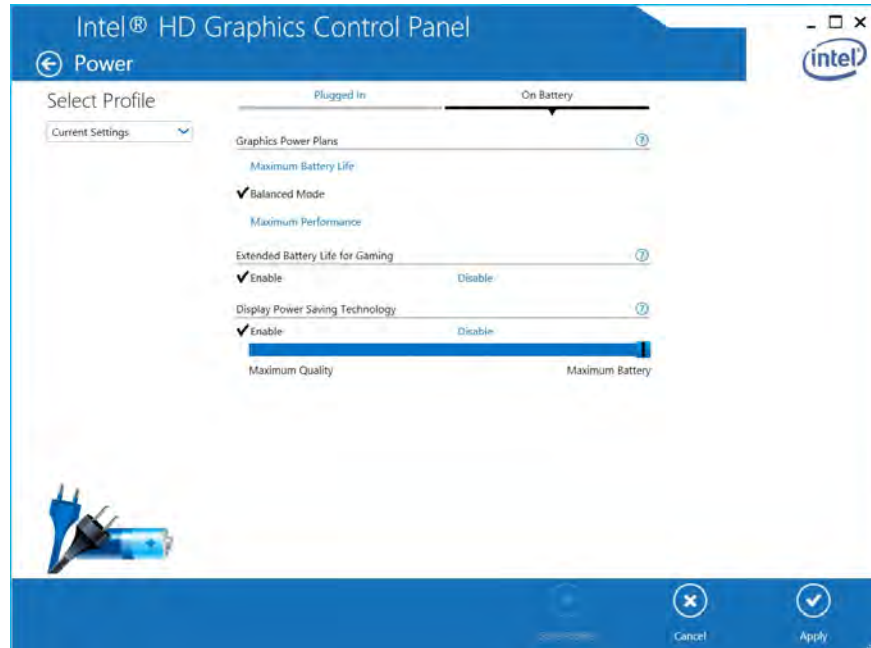 Intel® HD Graphics Control Panel
Power
intel
Select Profile
Current Settings
Plugged In
On Battery
Graphics Power Plans
?
Maximum Battery Life
Balanced Mode
Maximum Performance
Extended Battery Life for Gaming
?
Enable
Disable
Display Power Saving Technology
?
Enable
Disable
Maximum Quality
Maximum Battery
Cancel
Apply